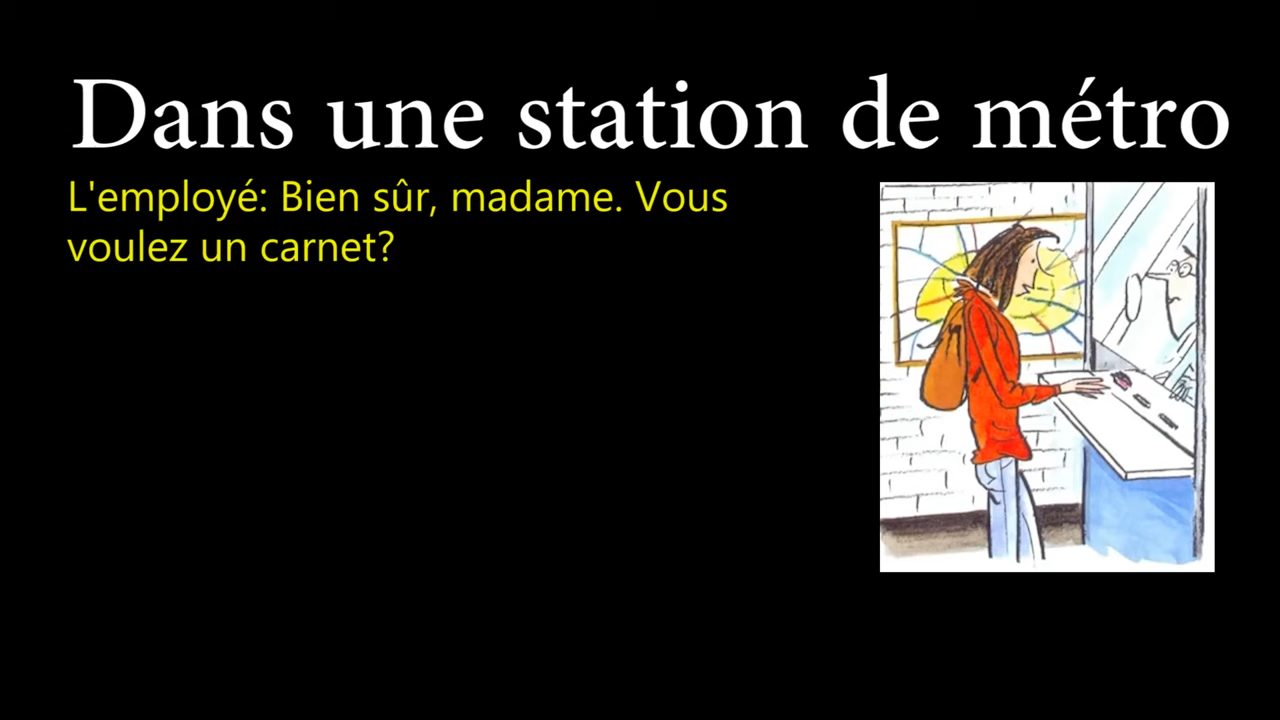 Dans une station de métro
L'employé: Bien sûr, madame. Vous
voulez un carnet?